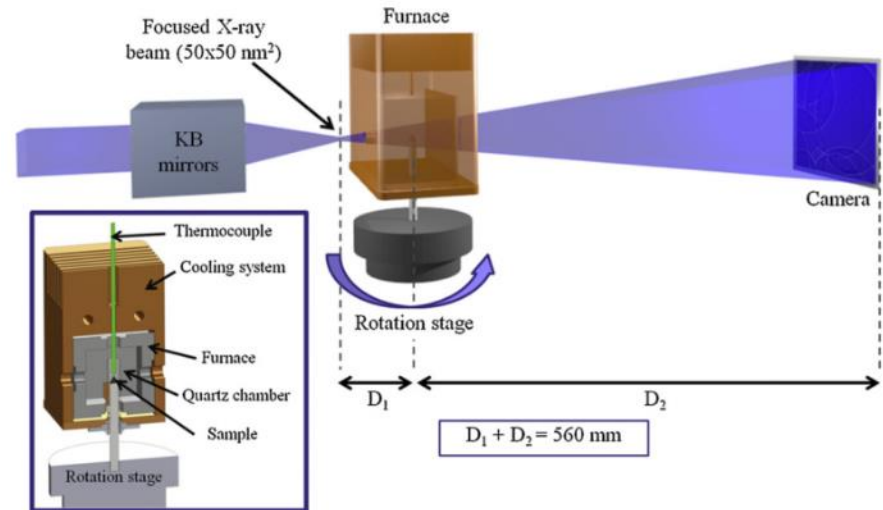 Furnace
Focused X-ray
beam (50x50 nm²)
KB
mirrors
Camera
Rotation stage
D₁
D₂
D₁ + D₂ = 560 mm
Thermocouple
Cooling system
Furnace
Quartz chamber
Sample
Rotation stage